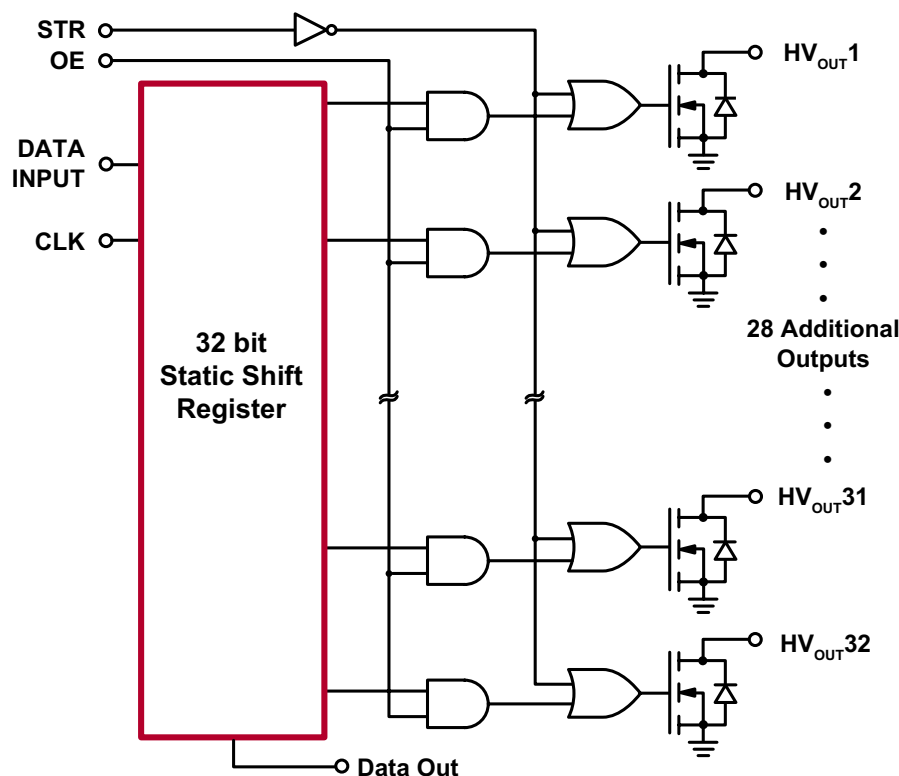 STR
OE
DATA
INPUT
CLK
32 bit
Static Shift
Register
Data Out
HVOUT1
HVOUT2
28 Additional
Outputs
HVOUT31
HVOUT32